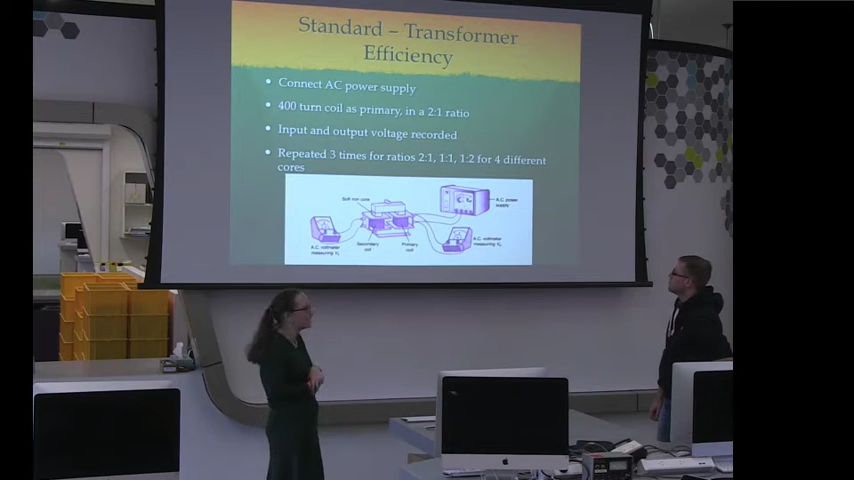 Standard – Transformer
Efficiency
• Connect AC power supply
• 400 turn coil as primary, in a 2:1 ratio
• Input and output voltage recorded
• Repeated 3 times for ratios 2:1, 1:1, 1:2 for 4 different
cores
Soft iron core
A.C. power
supply
A.C. voltmeter
measuring
Secondary
coil
Primary
coil
A.C. voltmeter
measuring